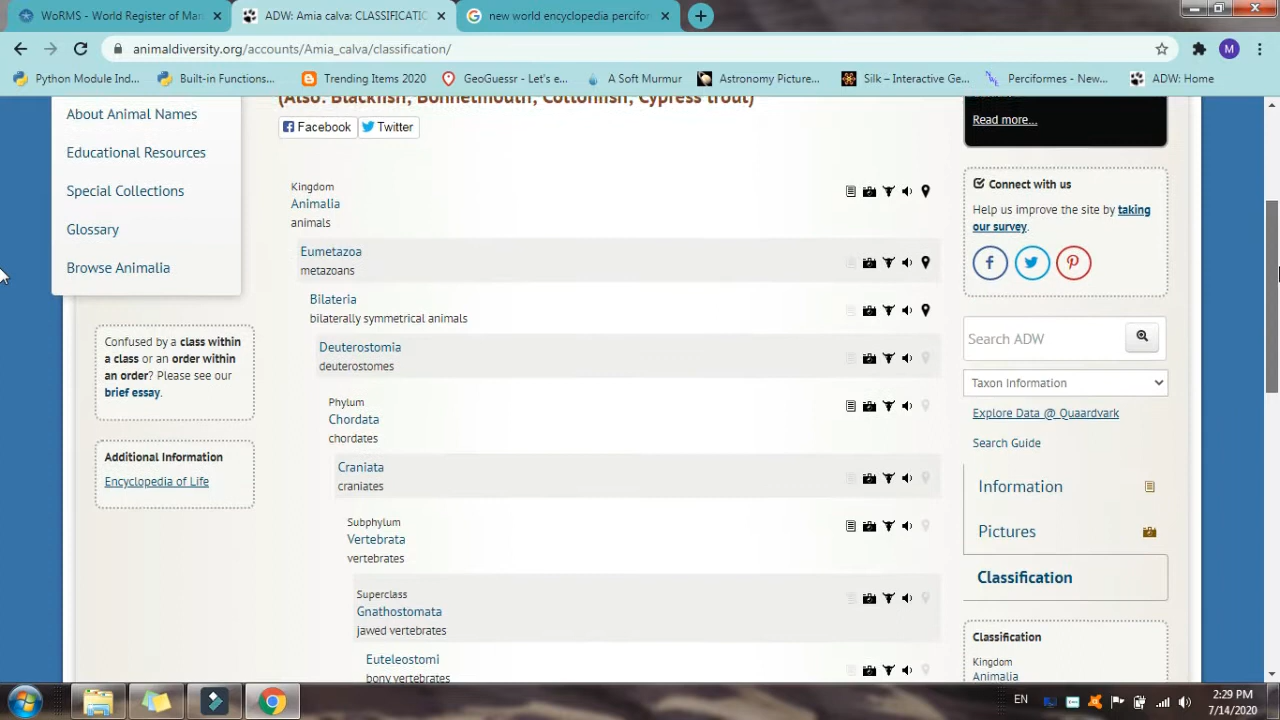 WoRMS - World Register of Mar
ADW: Amia calva: CLASSIFICATIO
new world encyclopedia percifor
animaldiversity.org/accounts/Amia_calva/classification/
M
Python Module Ind...
Built-in Functions...
Trending Items 2020
GeoGuessr - Let's e...
A Soft Murmur
Astronomy Picture...
Silk – Interactive Ge...
Perciformes - New...
ADW: Home
(Also: Blackfish; Bonnetmouth; Cottonfish; Cypress trout)
Facebook
Twitter
About Animal Names
Educational Resources
Special Collections
Glossary
Browse Animalia
Confused by a class within
a class or an order within
an order? Please see our
brief essay.
Additional Information
Encyclopedia of Life
Kingdom
Animalia
animals
Eumetazoa
metazoans
Bilateria
bilaterally symmetrical animals
Deuterostomia
deuterostomes
Phylum
Chordata
chordates
Craniata
craniates
Subphylum
Vertebrata
vertebrates
Superclass
Gnathostomata
jawed vertebrates
Euteleostomi
bony vertebrates
Read more...
Connect with us
Help us improve the site by taking
our survey.
Search ADW
Taxon Information
Explore Data @ Quaardvark
Search Guide
Information
Pictures
Classification
Classification
Kingdom
Animalia
EN
2:29 PM
7/14/2020